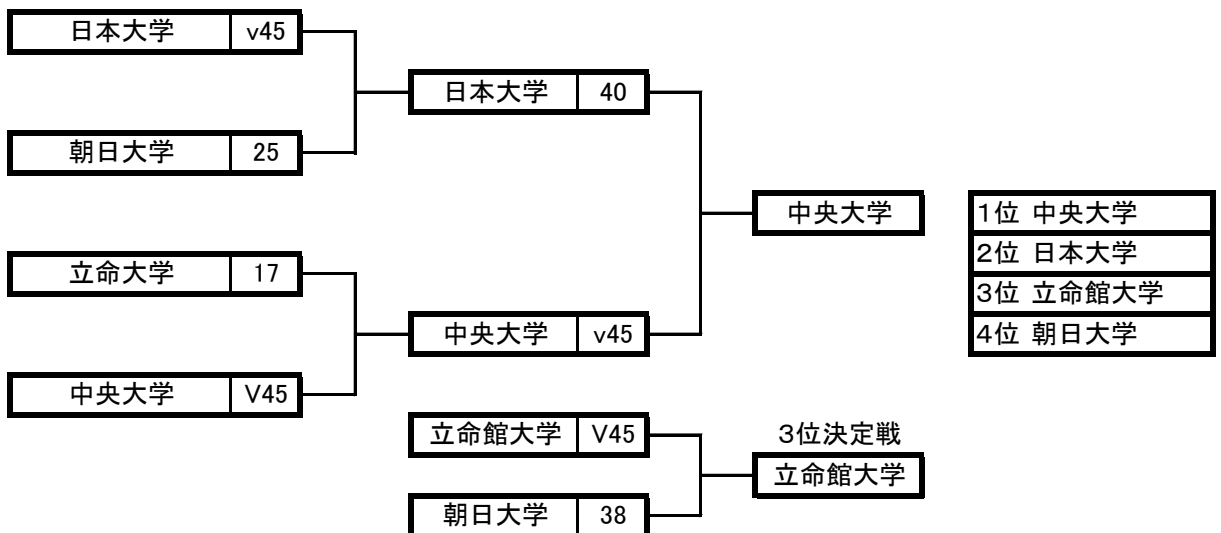 日本大学 v45
朝日大学 25
立命大学 17
中央大学 V45
日本大学 40
中央大学 v45
中央大学
立命館大学 V45
朝日大学 38
3位決定戦
立命館大学
1位 中央大学
2位 日本大学
3位 立命館大学
4位 朝日大学